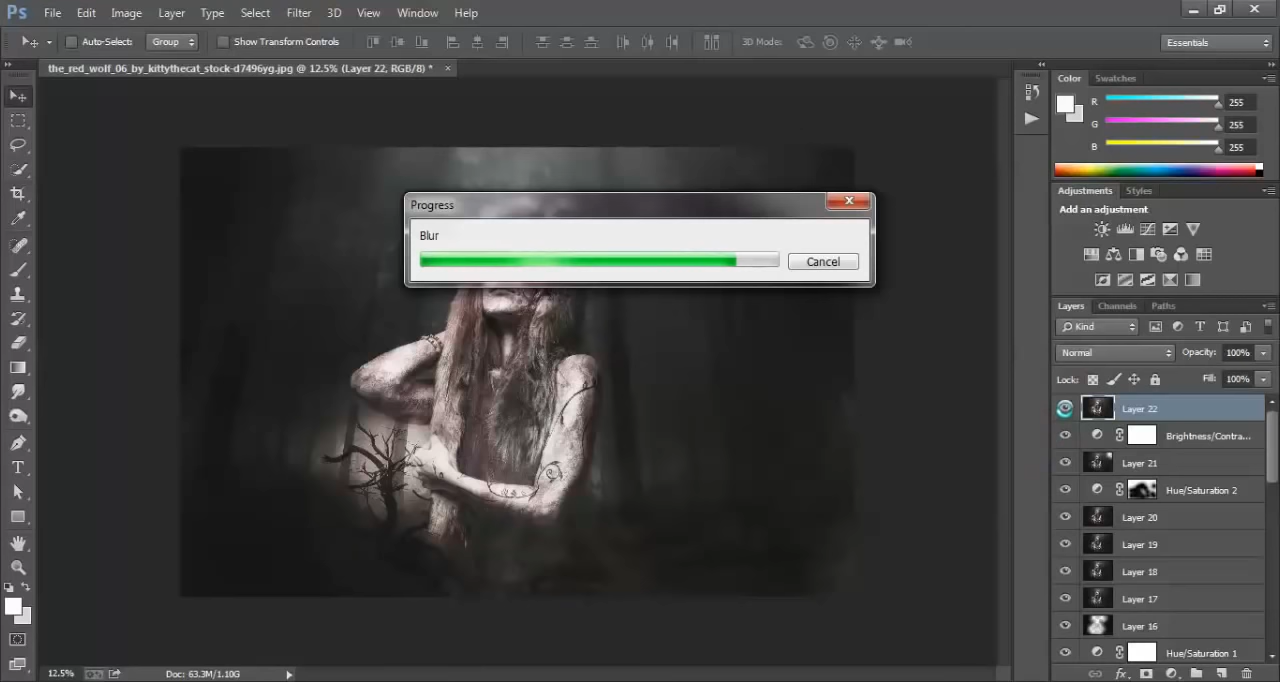 Ps File Edit Image Layer Type Select Filter 3D View Window Help
Auto-Select: Group Show Transform Controls 3D Mode: Essentials
the_red_wolf_06_by_kittythecat_stock-d7496yg.jpg @ 12.5% (Layer 22, RGB/8) * ×
Color Swatches
R 255
G 255
B 255
Adjustments Styles
Add an adjustment
Progress
Blur
Cancel
Layers Channels Paths
Kind
Normal Opacity: 100%
Lock: Fill: 100%
Layer 22
Brightness/Contra...
Layer 21
Hue/Saturation 2
Layer 20
Layer 19
Layer 18
Layer 17
Layer 16
Hue/Saturation 1
12.5% Doc: 63.3M/1.10G